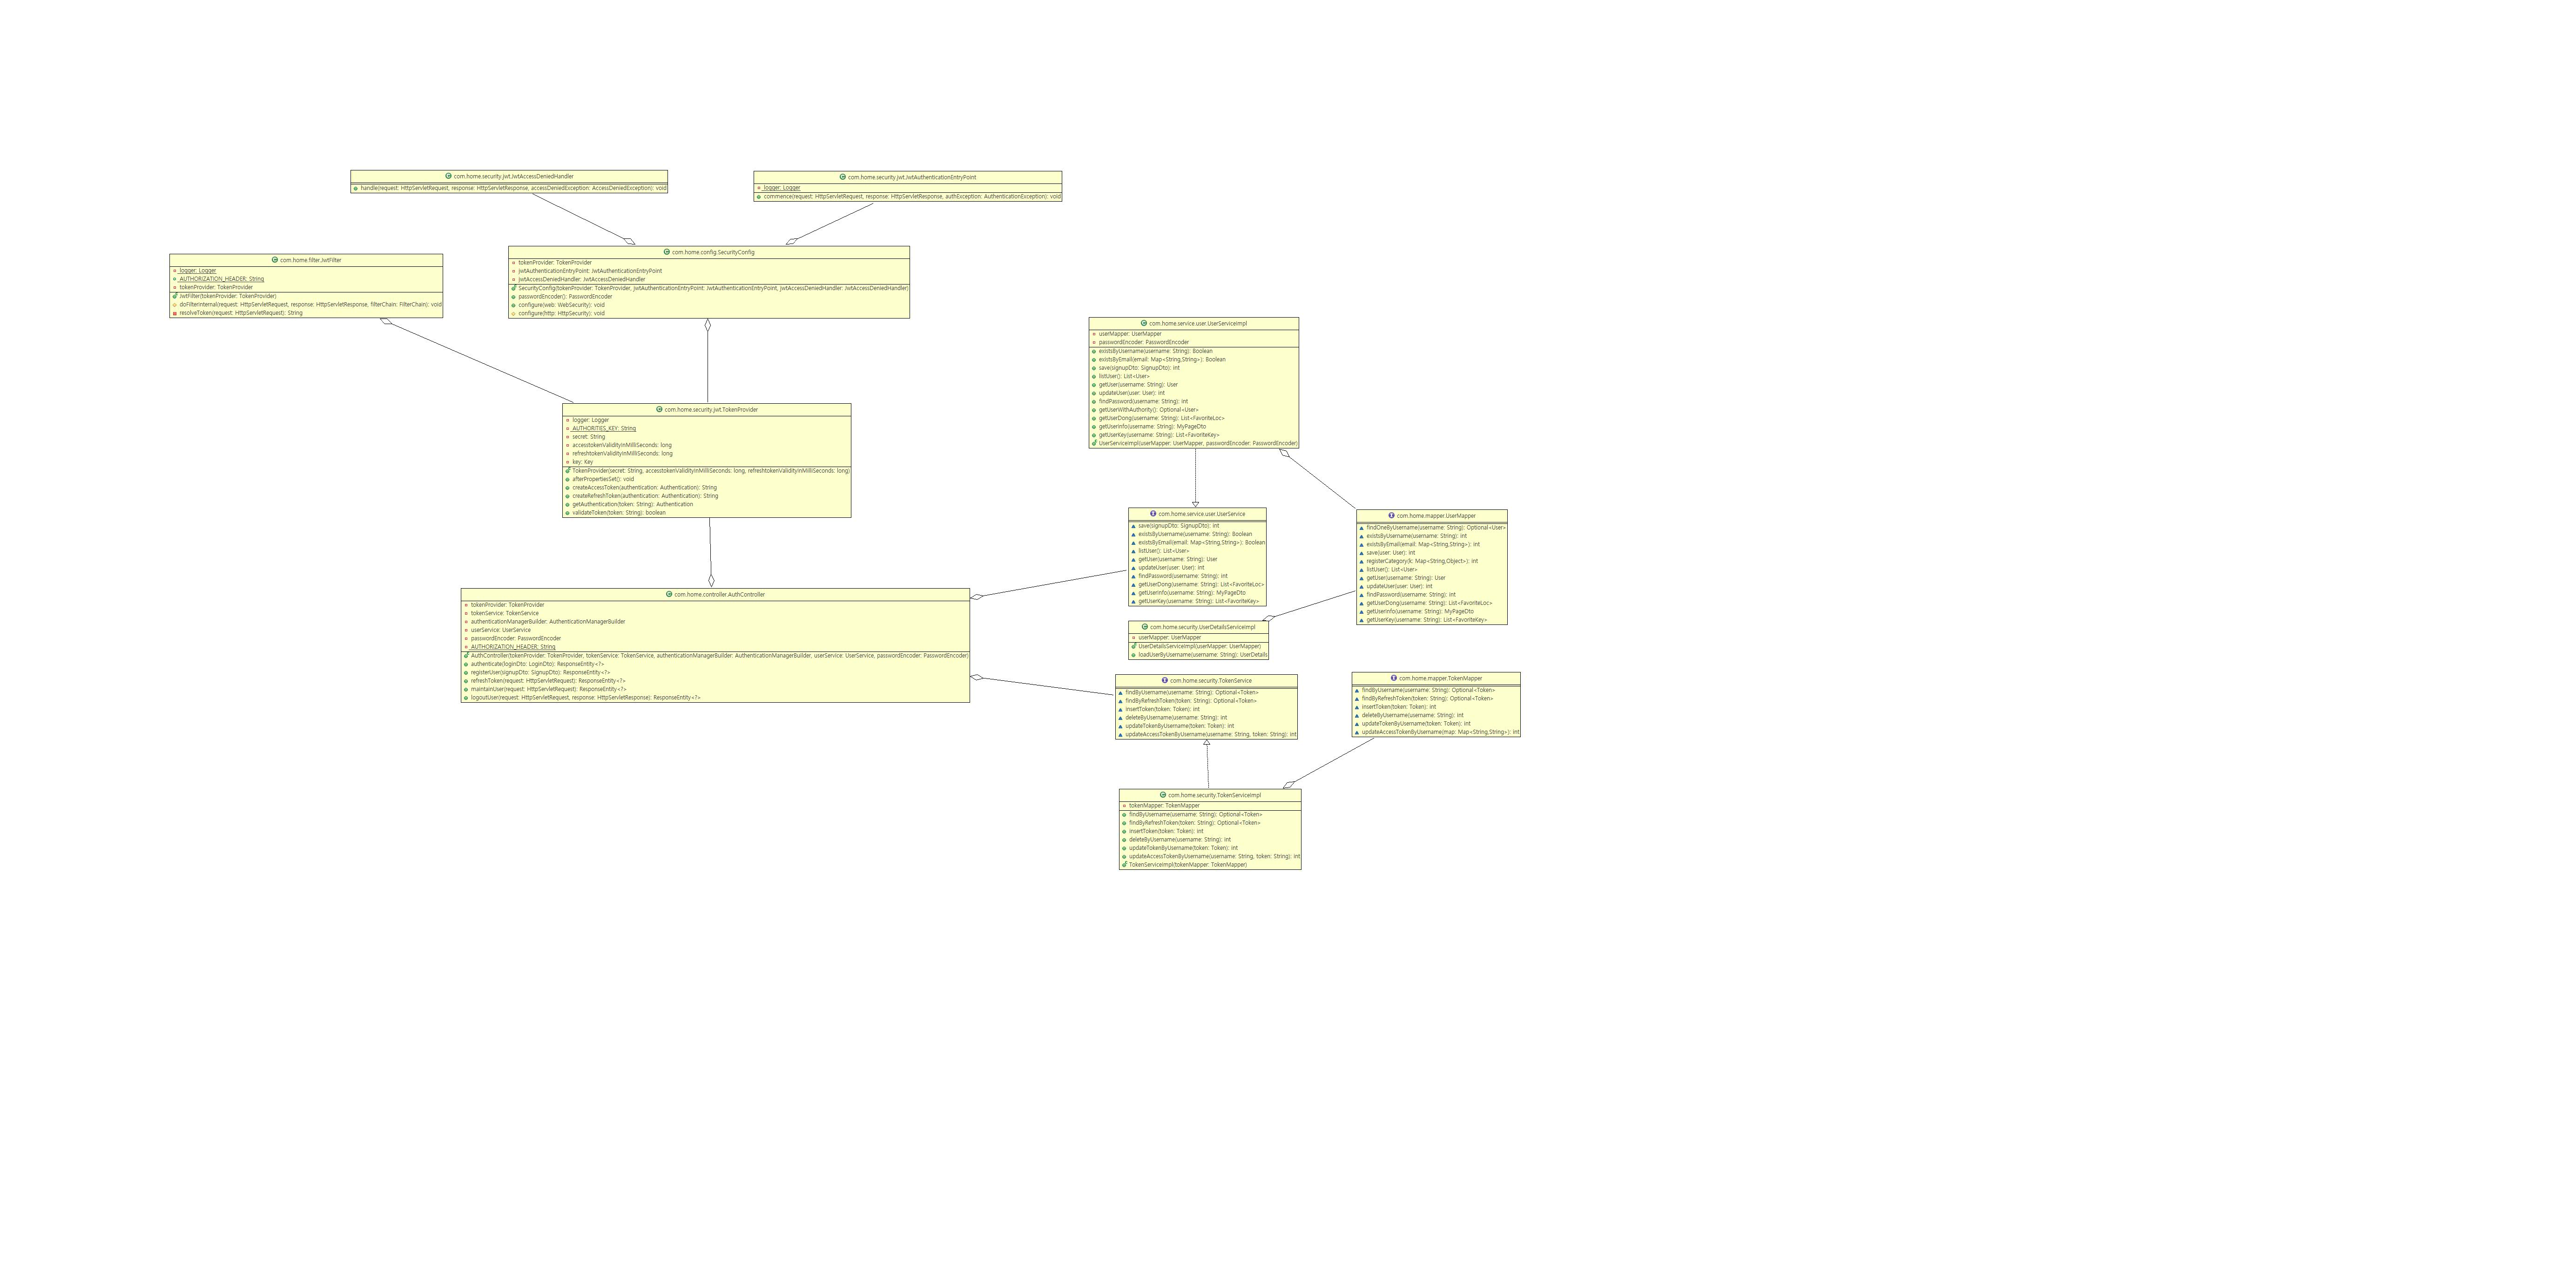 com.home.security.jwt.JwtAccessDeniedHandler
handle(request: HttpServletRequest, response: HttpServletResponse, accessDeniedException: AccessDeniedException): void
com.home.security.jwt.JwtAuthenticationEntryPoint
logger: Logger
commence(request: HttpServletRequest, response: HttpServletResponse, authException: AuthenticationException): void
com.home.filter.JwtFilter
logger: Logger
AUTHORIZATION_HEADER: String
tokenProvider: TokenProvider
JwtFilter(tokenProvider: TokenProvider)
doFilterInternal(request: HttpServletRequest, response: HttpServletResponse, filterChain: FilterChain): void
resolveToken(request: HttpServletRequest): String
com.home.config.SecurityConfig
tokenProvider: TokenProvider
jwtAuthenticationEntryPoint: JwtAuthenticationEntryPoint
jwtAccessDeniedHandler: JwtAccessDeniedHandler
SecurityConfig(tokenProvider: TokenProvider, jwtAuthenticationEntryPoint: JwtAuthenticationEntryPoint, jwtAccessDeniedHandler: JwtAccessDeniedHandler)
passwordEncoder(): PasswordEncoder
configure(web: WebSecurity): void
configure(http: HttpSecurity): void
com.home.service.user.UserServiceImpl
userMapper: UserMapper
passwordEncoder: PasswordEncoder
existsByUsername(username: String): Boolean
existsByEmail(email: Map<String,String>): Boolean
save(signupDto: SignupDto): int
listUser(): List<User>
getUser(username: String): User
updateUser(user: User): int
findPassword(username: String): int
getUserWithAuthority(): Optional<User>
getUserDong(username: String): List<FavoriteLoc>
getUserInfo(username: String): MyPageDto
getUserKey(username: String): List<FavoriteKey>
UserServiceImpl(userMapper: UserMapper, passwordEncoder: PasswordEncoder)
com.home.security.jwt.TokenProvider
logger: Logger
AUTHORITIES_KEY: String
secret: String
accesstokenValidityInMilliSeconds: long
refreshtokenValidityInMilliSeconds: long
key: Key
TokenProvider(secret: String, accesstokenValidityInMilliSeconds: long, refreshtokenValidityInMilliSeconds: long)
afterPropertiesSet(): void
createAccessToken(authentication: Authentication): String
createRefreshToken(authentication: Authentication): String
getAuthentication(token: String): Authentication
validateToken(token: String): boolean
com.home.service.user.UserService
save(signupDto: SignupDto): int
existsByUsername(username: String): Boolean
existsByEmail(email: Map<String,String>): Boolean
listUser(): List<User>
getUser(username: String): User
updateUser(user: User): int
findPassword(username: String): int
getUserDong(username: String): List<FavoriteLoc>
getUserInfo(username: String): MyPageDto
getUserKey(username: String): List<FavoriteKey>
com.home.mapper.UserMapper
findOneByUsername(username: String): Optional<User>
existsByUsername(username: String): int
existsByEmail(email: Map<String,String>): int
save(user: User): int
registerCategory(k: Map<String,Object>): int
listUser(): List<User>
getUser(username: String): User
updateUser(user: User): int
findPassword(username: String): int
getUserDong(username: String): List<FavoriteLoc>
getUserInfo(username: String): MyPageDto
getUserKey(username: String): List<FavoriteKey>
com.home.controller.AuthController
tokenProvider: TokenProvider
tokenService: TokenService
authenticationManagerBuilder: AuthenticationManagerBuilder
userService: UserService
passwordEncoder: PasswordEncoder
AUTHORIZATION_HEADER: String
AuthController(tokenProvider: TokenProvider, tokenService: TokenService, authenticationManagerBuilder: AuthenticationManagerBuilder, userService: UserService, passwordEncoder: PasswordEncoder)
authenticate(loginDto: LoginDto): ResponseEntity<?>
registerUser(signupDto: SignupDto): ResponseEntity<?>
refreshToken(request: HttpServletRequest): ResponseEntity<?>
maintainUser(request: HttpServletRequest): ResponseEntity<?>
logoutUser(request: HttpServletRequest, response: HttpServletResponse): ResponseEntity<?>
com.home.security.UserDetailsServiceImpl
userMapper: UserMapper
UserDetailsServiceImpl(userMapper: UserMapper)
loadUserByUsername(username: String): UserDetails
com.home.security.TokenService
findByUsername(username: String): Optional<Token>
findByRefreshToken(token: String): Optional<Token>
insertToken(token: Token): int
deleteByUsername(username: String): int
updateTokenByUsername(token: Token): int
updateAccessTokenByUsername(username: String, token: String): int
com.home.mapper.TokenMapper
findByUsername(username: String): Optional<Token>
findByRefreshToken(token: String): Optional<Token>
insertToken(token: Token): int
deleteByUsername(username: String): int
updateTokenByUsername(token: Token): int
updateAccessTokenByUsername(map: Map<String,String>): int
com.home.security.TokenServiceImpl
tokenMapper: TokenMapper
findByUsername(username: String): Optional<Token>
findByRefreshToken(token: String): Optional<Token>
insertToken(token: Token): int
deleteByUsername(username: String): int
updateTokenByUsername(token: Token): int
updateAccessTokenByUsername(username: String, token: String): int
TokenServiceImpl(tokenMapper: TokenMapper)